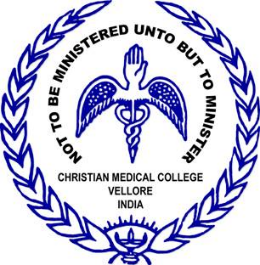 NOT TO BE MINISTERED UNTO BUT TO MINISTER
CHRISTIAN MEDICAL COLLEGE
VELLORE
INDIA